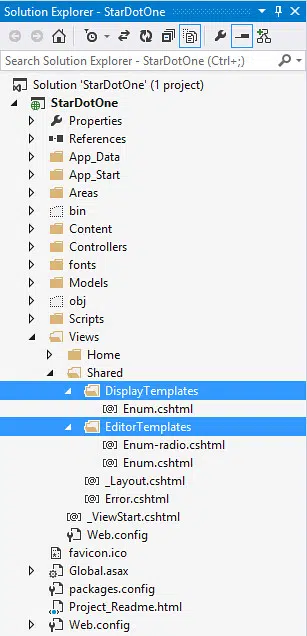 Solution Explorer - StarDotOne
Search Solution Explorer - StarDotOne (Ctrl+;)
Solution 'StarDotOne' (1 project)
StarDotOne
Properties
References
App_Data
App_Start
Areas
bin
Content
Controllers
fonts
Models
obj
Scripts
Views
Home
Shared
DisplayTemplates
Enum.cshtml
EditorTemplates
Enum-radio.cshtml
Enum.cshtml
_Layout.cshtml
Error.cshtml
_ViewStart.cshtml
Web.config
favicon.ico
Global.asax
packages.config
Project_Readme.html
Web.config